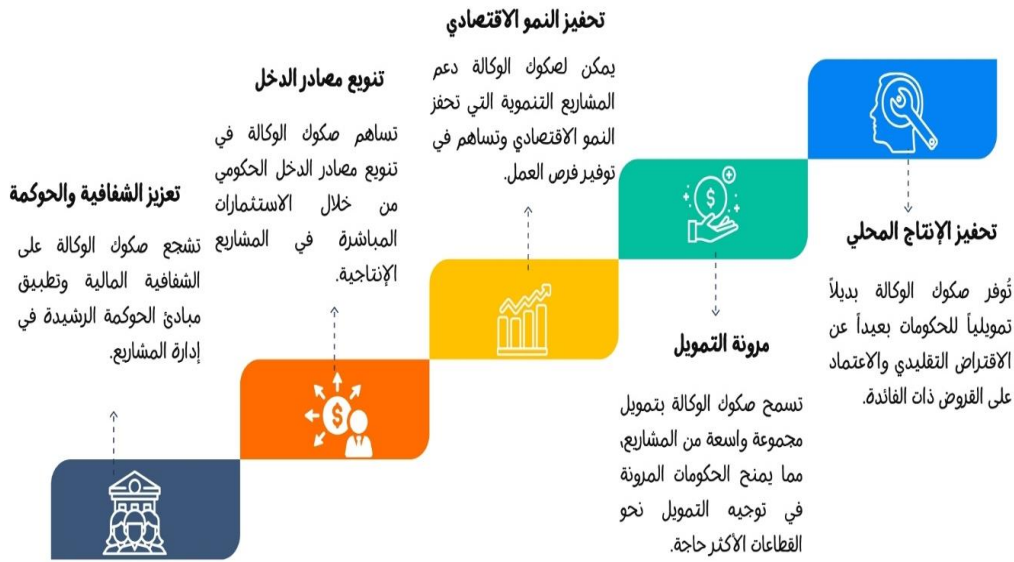 تحفيز الإنتاج المحلي
تُوفر صكوك الوكالة بديلاً
تمويلياً للحكومات بعيداً عن
الاقتراض التقليدي والاعتماد
على القروض ذات الفائدة.
مرونة التمويل
تسمح صكوك الوكالة بتمويل
مجموعة واسعة من المشاريع،
مما يمنح الحكومات المرونة
في توجيه التمويل نحو
القطاعات الأكثر حاجة.
تحفيز النمو الاقتصادي
يمكن لصكوك الوكالة دعم
المشاريع التنموية التي تحفز
النمو الاقتصادي وتساهم في
توفير فرص العمل.
تنويع مصادر الدخل
تساهم صكوك الوكالة في
تنويع مصادر الدخل الحكومي
من خلال الاستثمارات
المباشرة في المشاريع
الإنتاجية.
تعزيز الشفافية والحوكمة
تشجع صكوك الوكالة على
الشفافية المالية وتطبيق
مبادئ الحوكمة الرشيدة في
إدارة المشاريع.